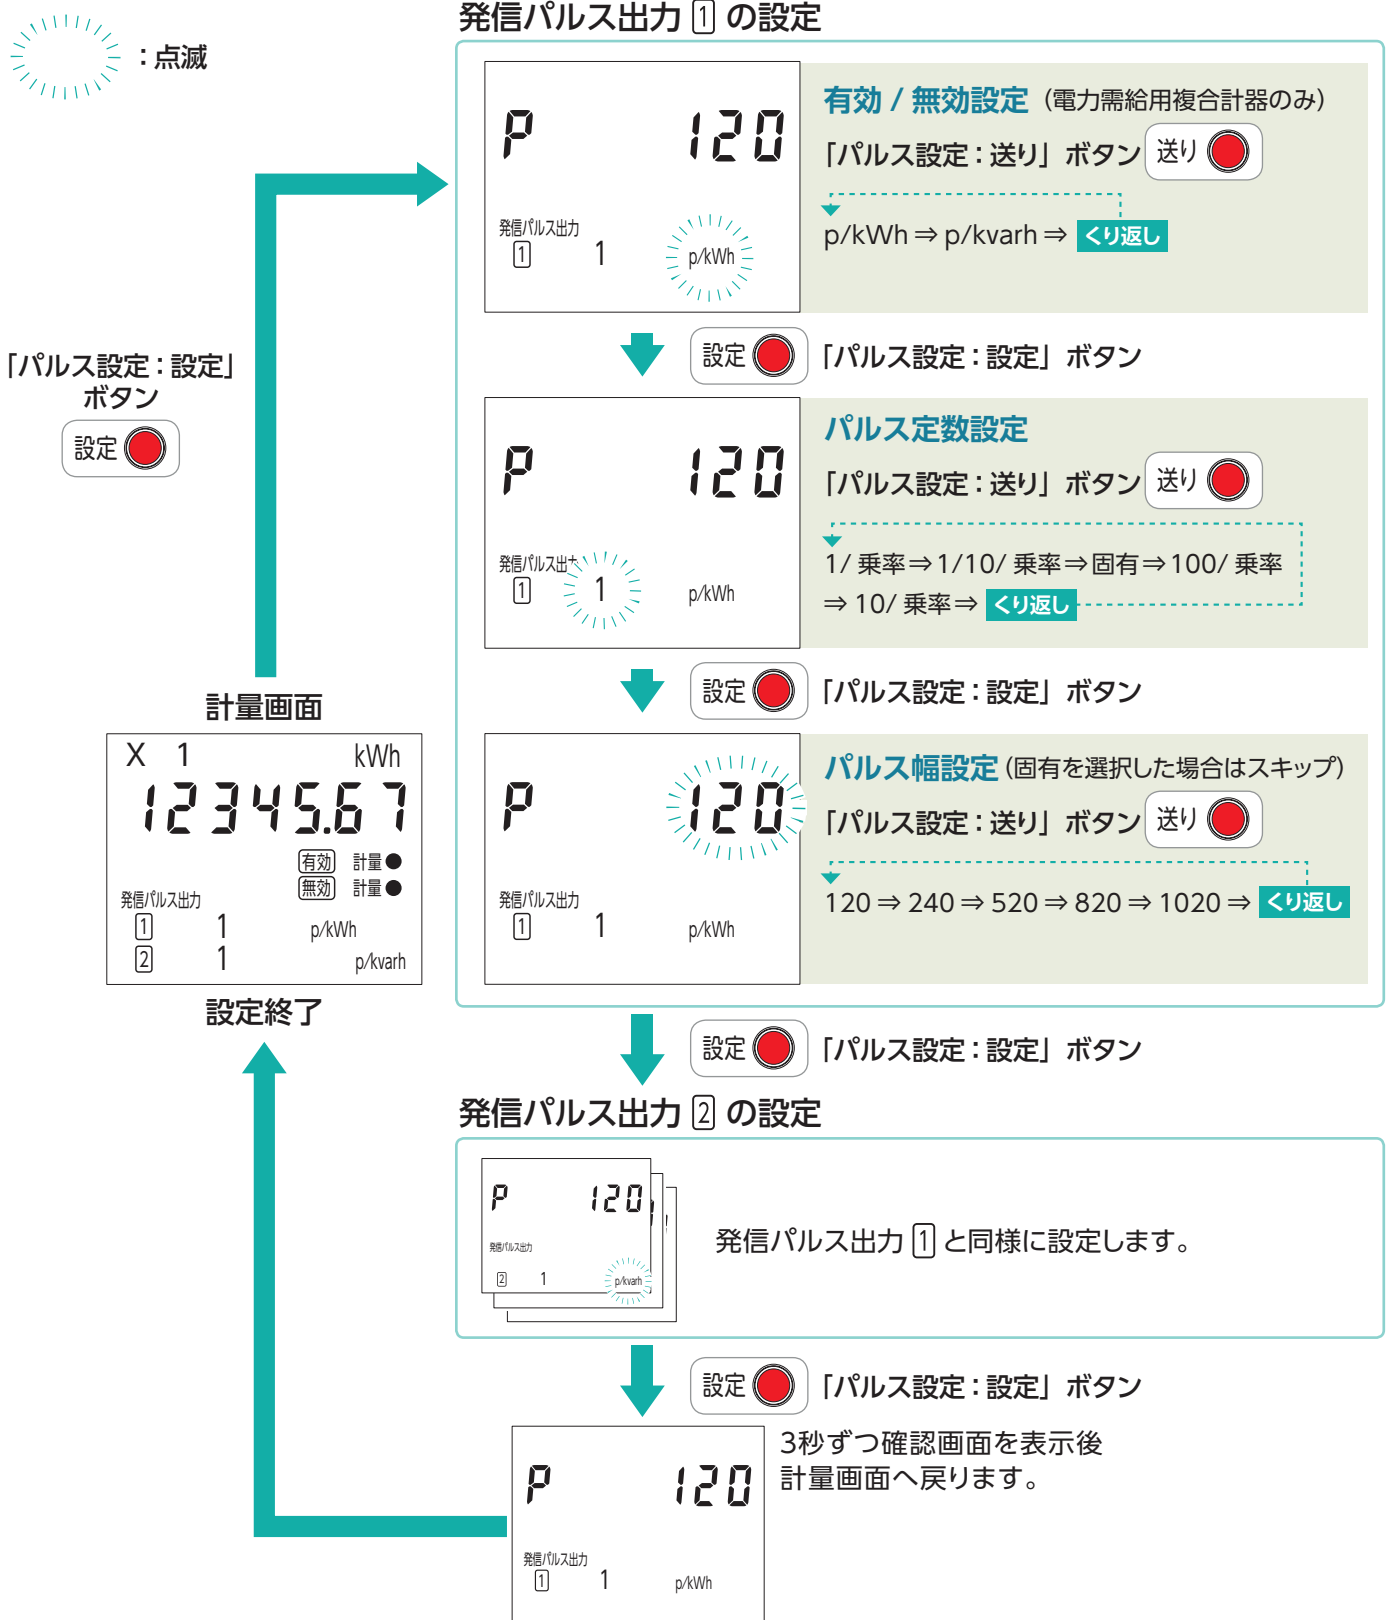 発信パルス出力 1 の設定
：点滅
P 120
発信パルス出力
1 1 p/kWh
有効 / 無効設定（電力需給用複合計器のみ）
「パルス設定：送り」ボタン 送り
p/kWh ⇒ p/kvarh ⇒ くり返し
設定 「パルス設定：設定」ボタン
「パルス設定：設定」
ボタン
設定
P 120
発信パルス出力
1 1 p/kWh
パルス定数設定
「パルス設定：送り」ボタン 送り
1/ 乗率⇒1/10/ 乗率⇒固有⇒100/ 乗率
⇒ 10/ 乗率⇒ くり返し
設定 「パルス設定：設定」ボタン
計量画面
X 1 kWh
12345.67
有効 計量●
無効 計量●
発信パルス出力
1 1 p/kWh
2 1 p/kvarh
設定終了
P 120
発信パルス出力
1 1 p/kWh
パルス幅設定（固有を選択した場合はスキップ）
「パルス設定：送り」ボタン 送り
120 ⇒ 240 ⇒ 520 ⇒ 820 ⇒ 1020 ⇒ くり返し
設定 「パルス設定：設定」ボタン
発信パルス出力 2 の設定
P 120
発信パルス出力
2 1 p/kvarh
発信パルス出力 1 と同様に設定します。
設定 「パルス設定：設定」ボタン
3秒ずつ確認画面を表示後
計量画面へ戻ります。
P 120
発信パルス出力
1 1 p/kWh